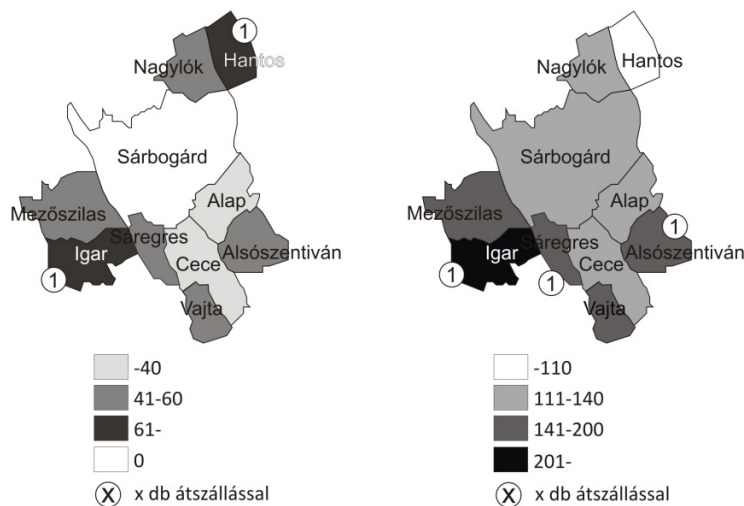 1
Hantos
Nagylók
Sárbogárd
Alap
Mezőszilas
Sáregres
Alsószentiván
Igar
Cece
1
Vajta
-40
41-60
61-
0
X x db átszállással
Nagylók
Hantos
Sárbogárd
Alap
Mezőszilas
1
Sáregres
Alsószentiván
Igar
Cece
1
1
Vajta
-110
111-140
141-200
201-
X x db átszállással